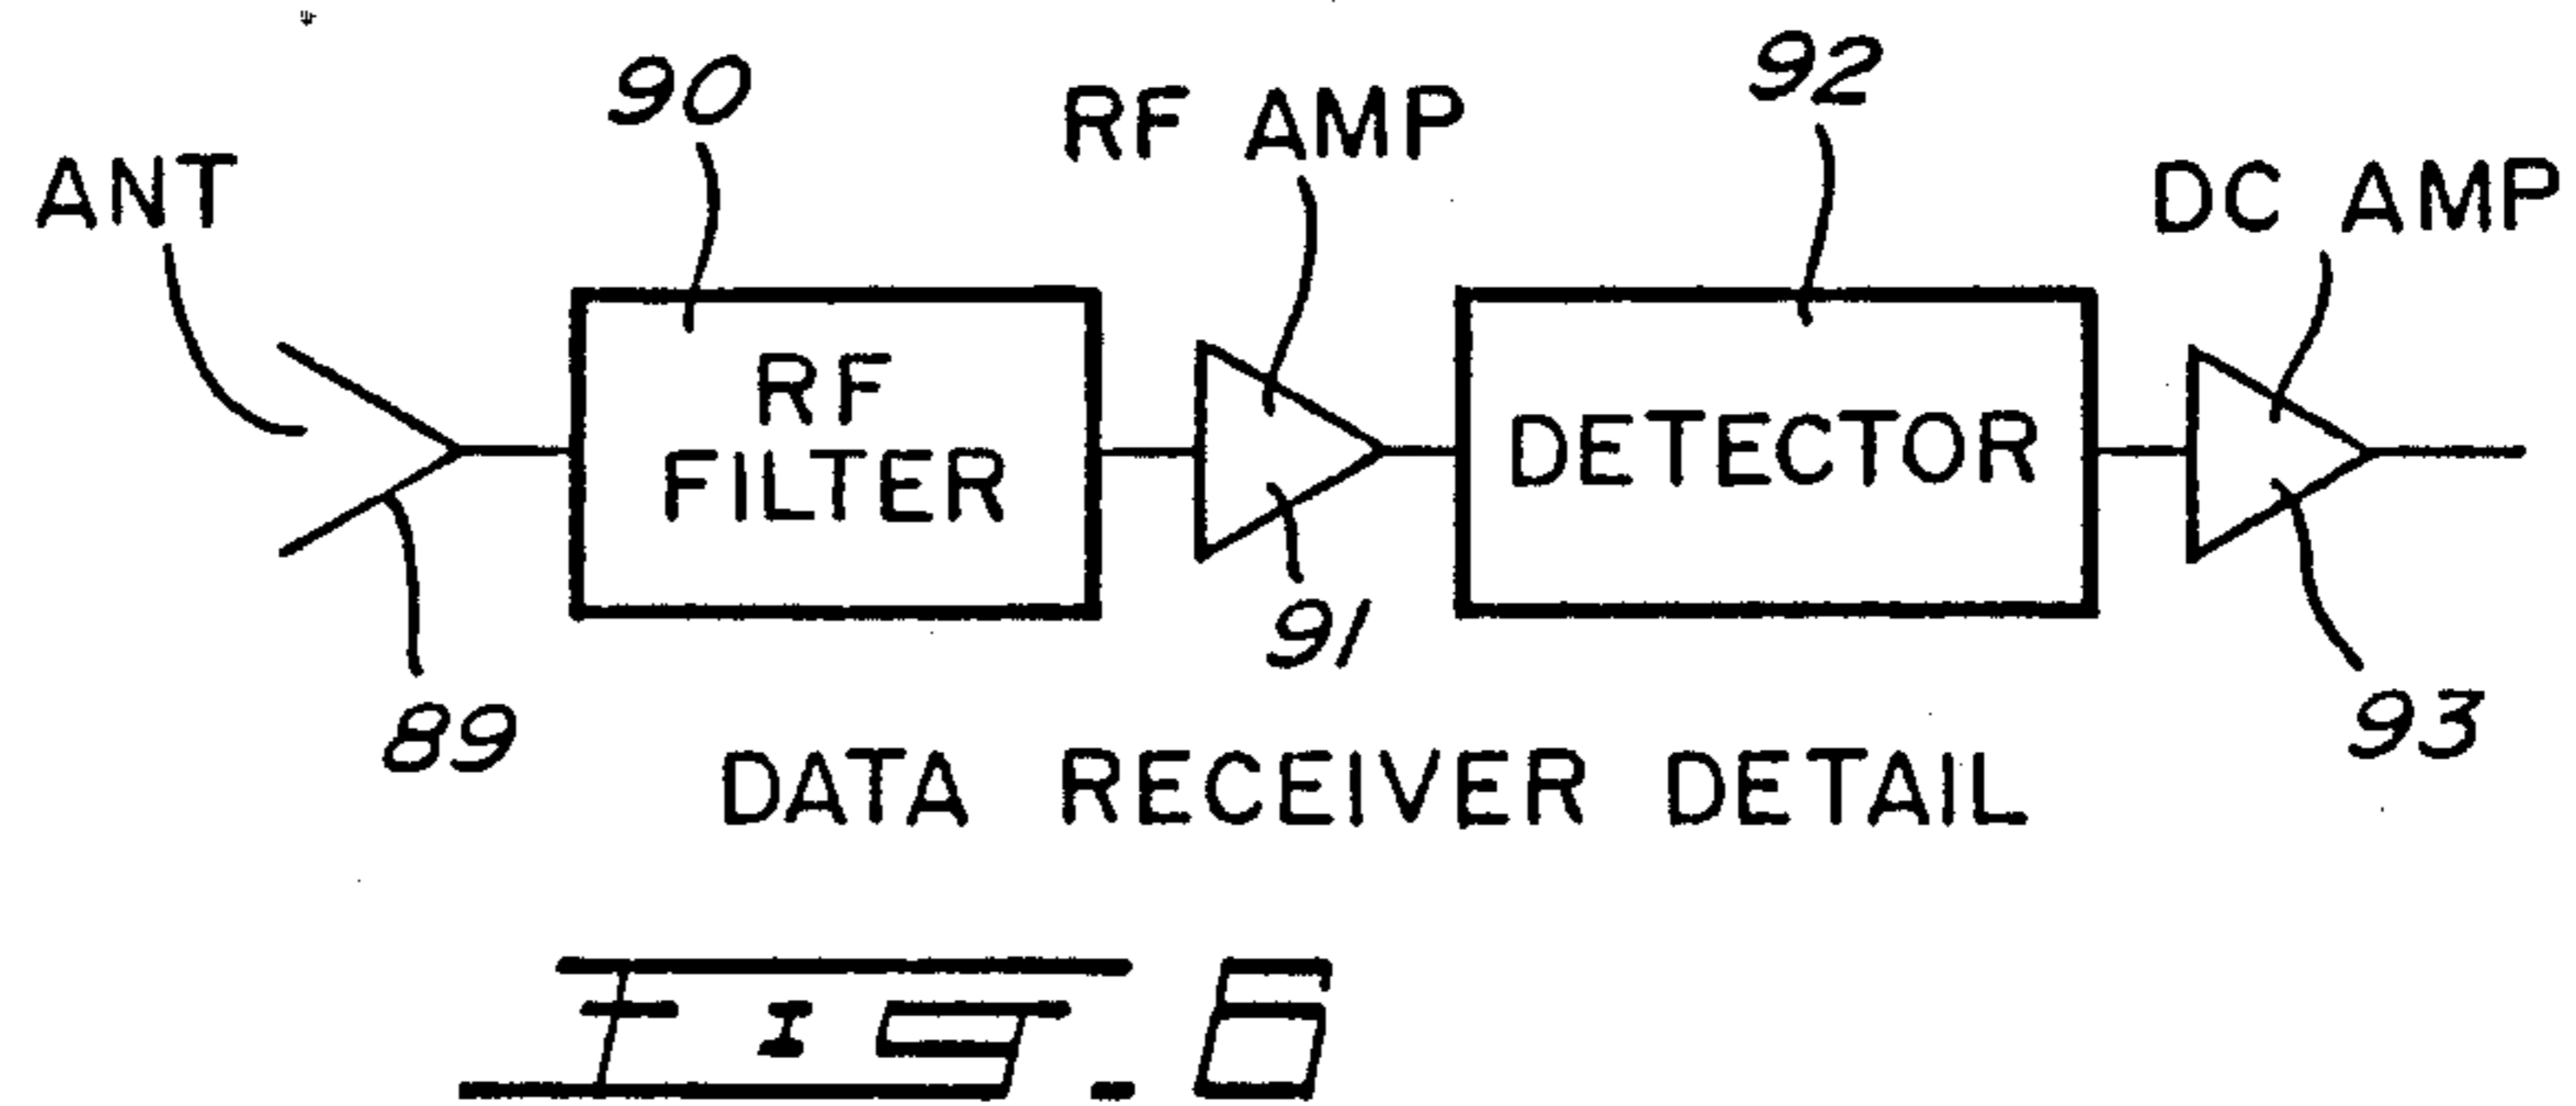 90
92
ANT
RF AMP
DC AMP
RF
FILTER
DETECTOR
91
89
93
DATA RECEIVER DETAIL
FIG. 6